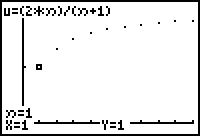 u=(2*n)/(n+1)
n=1
X=1 Y=1